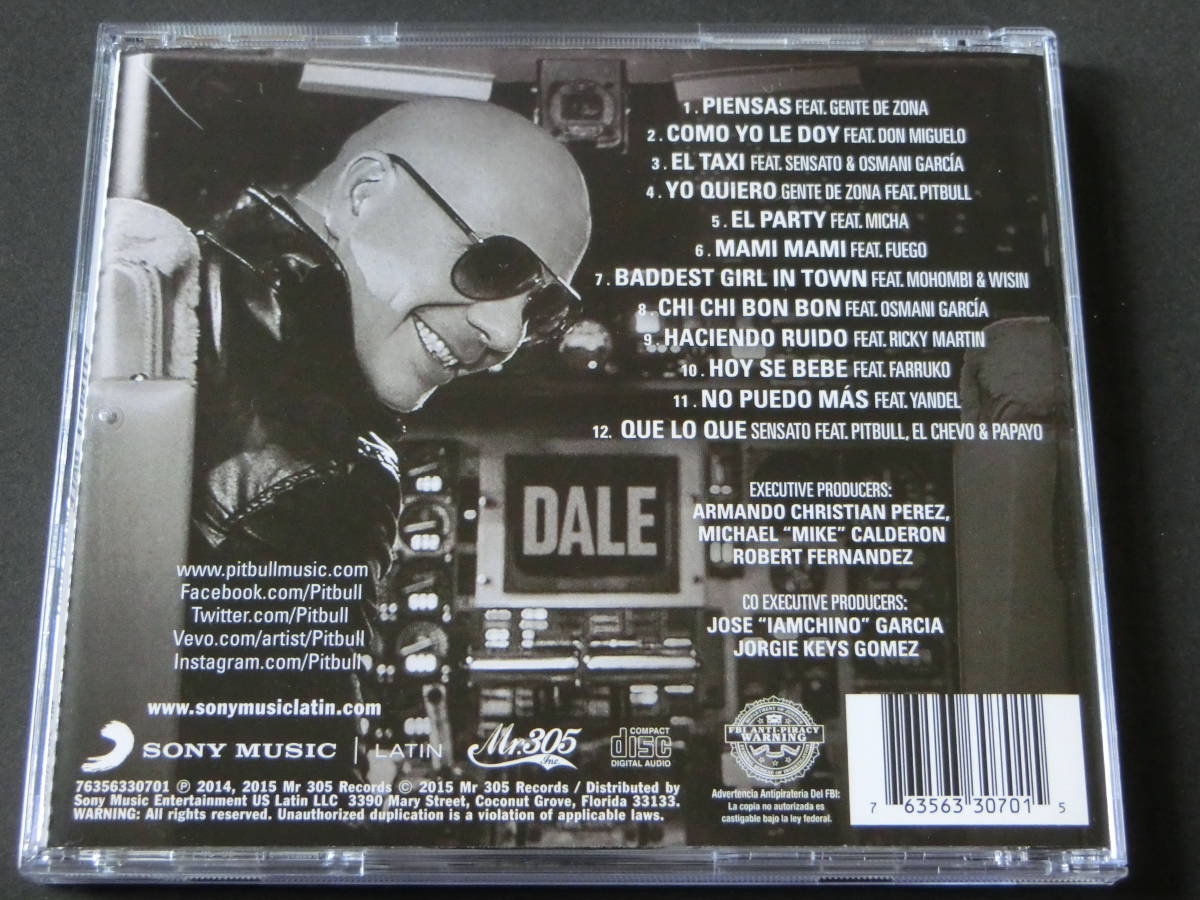 1. PIENSAS FEAT. GENTE DE ZONA
2. COMO YO LE DOY FEAT. DON MIGUELO
3. EL TAXI FEAT. SENSATO & OSMANI GARCÍA
4. YO QUIERO GENTE DE ZONA FEAT. PITBULL
5. EL PARTY FEAT. MICHA
6. MAMI MAMI FEAT. FUEGO
7. BADDEST GIRL IN TOWN FEAT. MOHOMBI & WISIN
8. CHI CHI BON BON FEAT. OSMANI GARCÍA
9. HACIENDO RUIDO FEAT. RICKY MARTIN
10. HOY SE BEBE FEAT. FARRUKO
11. NO PUEDO MÁS FEAT. YANDEL
12. QUE LO QUE SENSATO FEAT. PITBULL, EL CHEVO & PAPAYO
DALE
EXECUTIVE PRODUCERS:
ARMANDO CHRISTIAN PEREZ,
MICHAEL “MIKE” CALDERON
ROBERT FERNANDEZ
CO EXECUTIVE PRODUCERS:
JOSE “IAMCHINO” GARCIA
JORGIE KEYS GOMEZ
www.pitbullmusic.com
Facebook.com/Pitbull
Twitter.com/Pitbull
Vevo.com/artist/Pitbull
Instagram.com/Pitbull
www.sonymusiclatin.com
SONY MUSIC | LATIN
Mr.305 Inc.
COMPACT
disc
DIGITAL AUDIO
FBI ANTI-PIRACY
WARNING
Advertencia Antipirateria Del FBI:
La copia no autorizada es
castigable bajo la ley federal.
7 63563 30701 5
76356330701 ℗ 2014, 2015 Mr 305 Records © 2015 Mr 305 Records / Distributed by
Sony Music Entertainment US Latin LLC 3390 Mary Street, Coconut Grove, Florida 33133.
WARNING: All rights reserved. Unauthorized duplication is a violation of applicable laws.